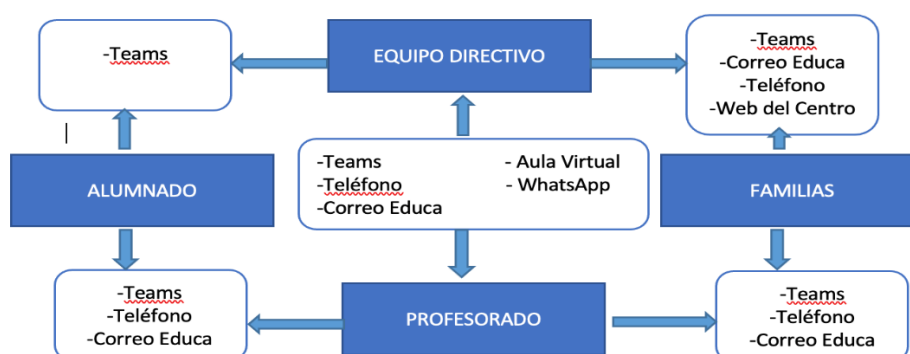 -Teams
EQUIPO DIRECTIVO
-Teams
-Correo Educa
-Teléfono
-Web del Centro
ALUMNADO
-Teams
-Teléfono
-Correo Educa
- Aula Virtual
- WhatsApp
FAMILIAS
-Teams
-Teléfono
-Correo Educa
PROFESORADO
-Teams
-Teléfono
-Correo Educa